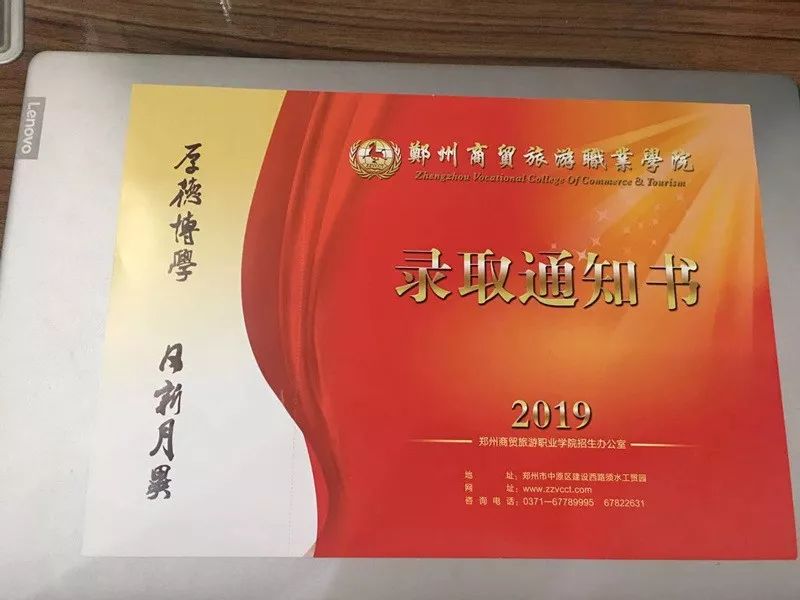 Lenovo
厚德博學
日新月異
鄭州商贸旅游職業學院
Zhengzhou Vocational College Of Commerce & Tourism
录取通知书
2019
郑州商贸旅游职业学院招生办公室
地 址：郑州市中原区建设西路须水工贸园
网 址：www.zzvcct.com
咨 询 电 话：0371—67789995 67822631